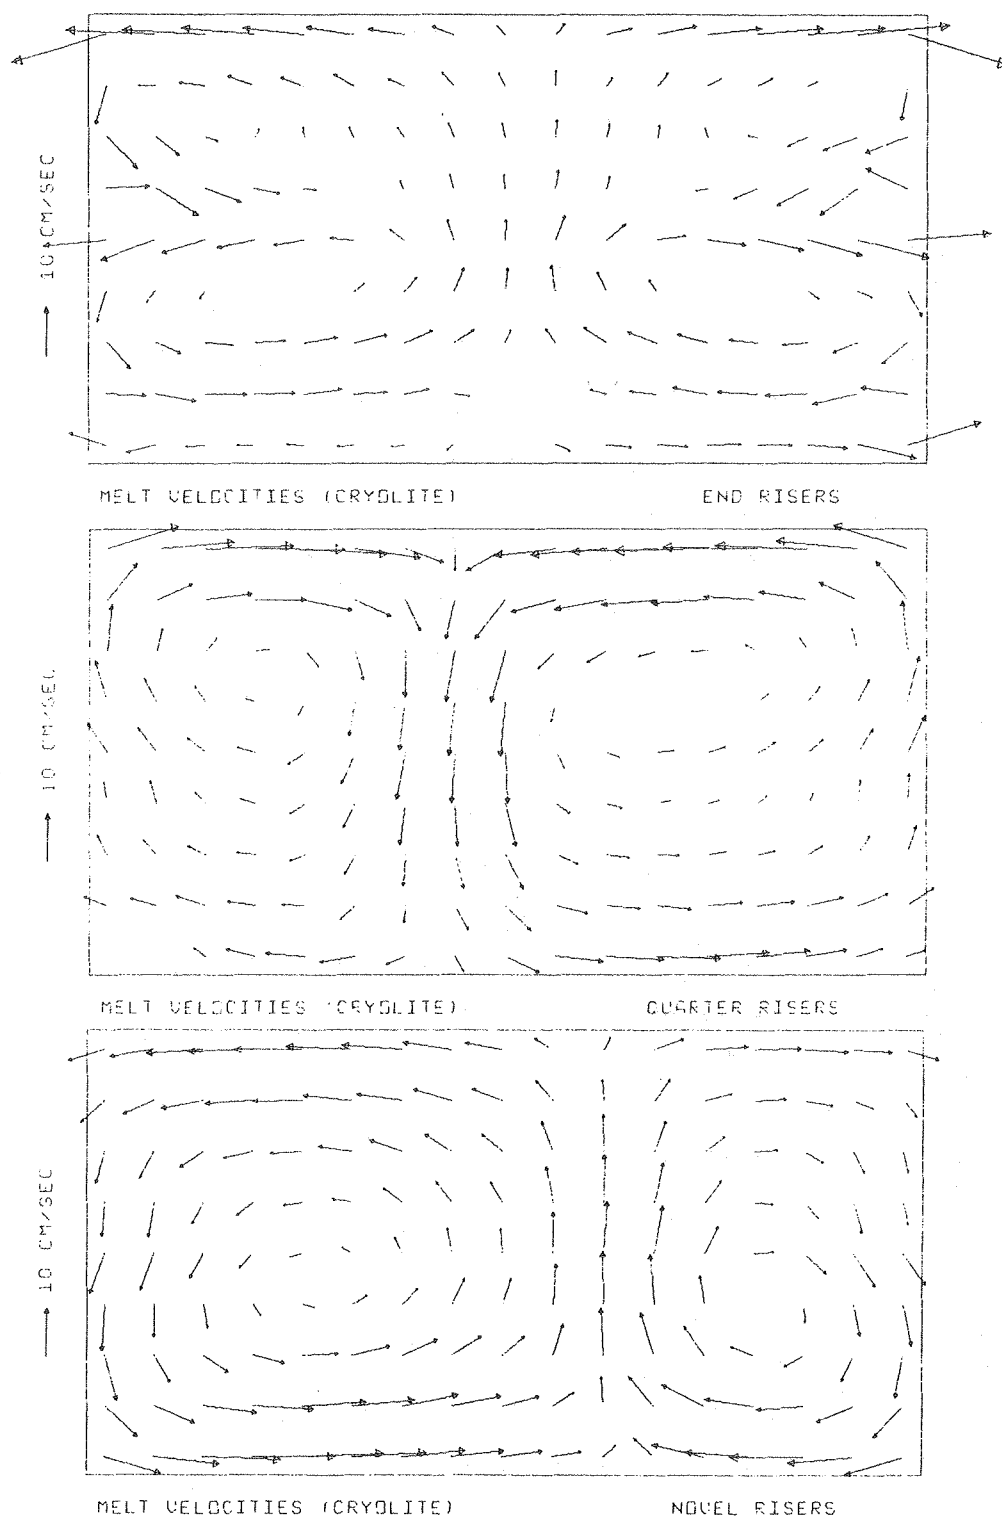 10 CM/SEC
MELT VELOCITIES (CRYOLITE) END RISERS
10 CM/SEC
MELT VELOCITIES (CRYOLITE) QUARTER RISERS
10 CM/SEC
MELT VELOCITIES (CRYOLITE) NOVEL RISERS